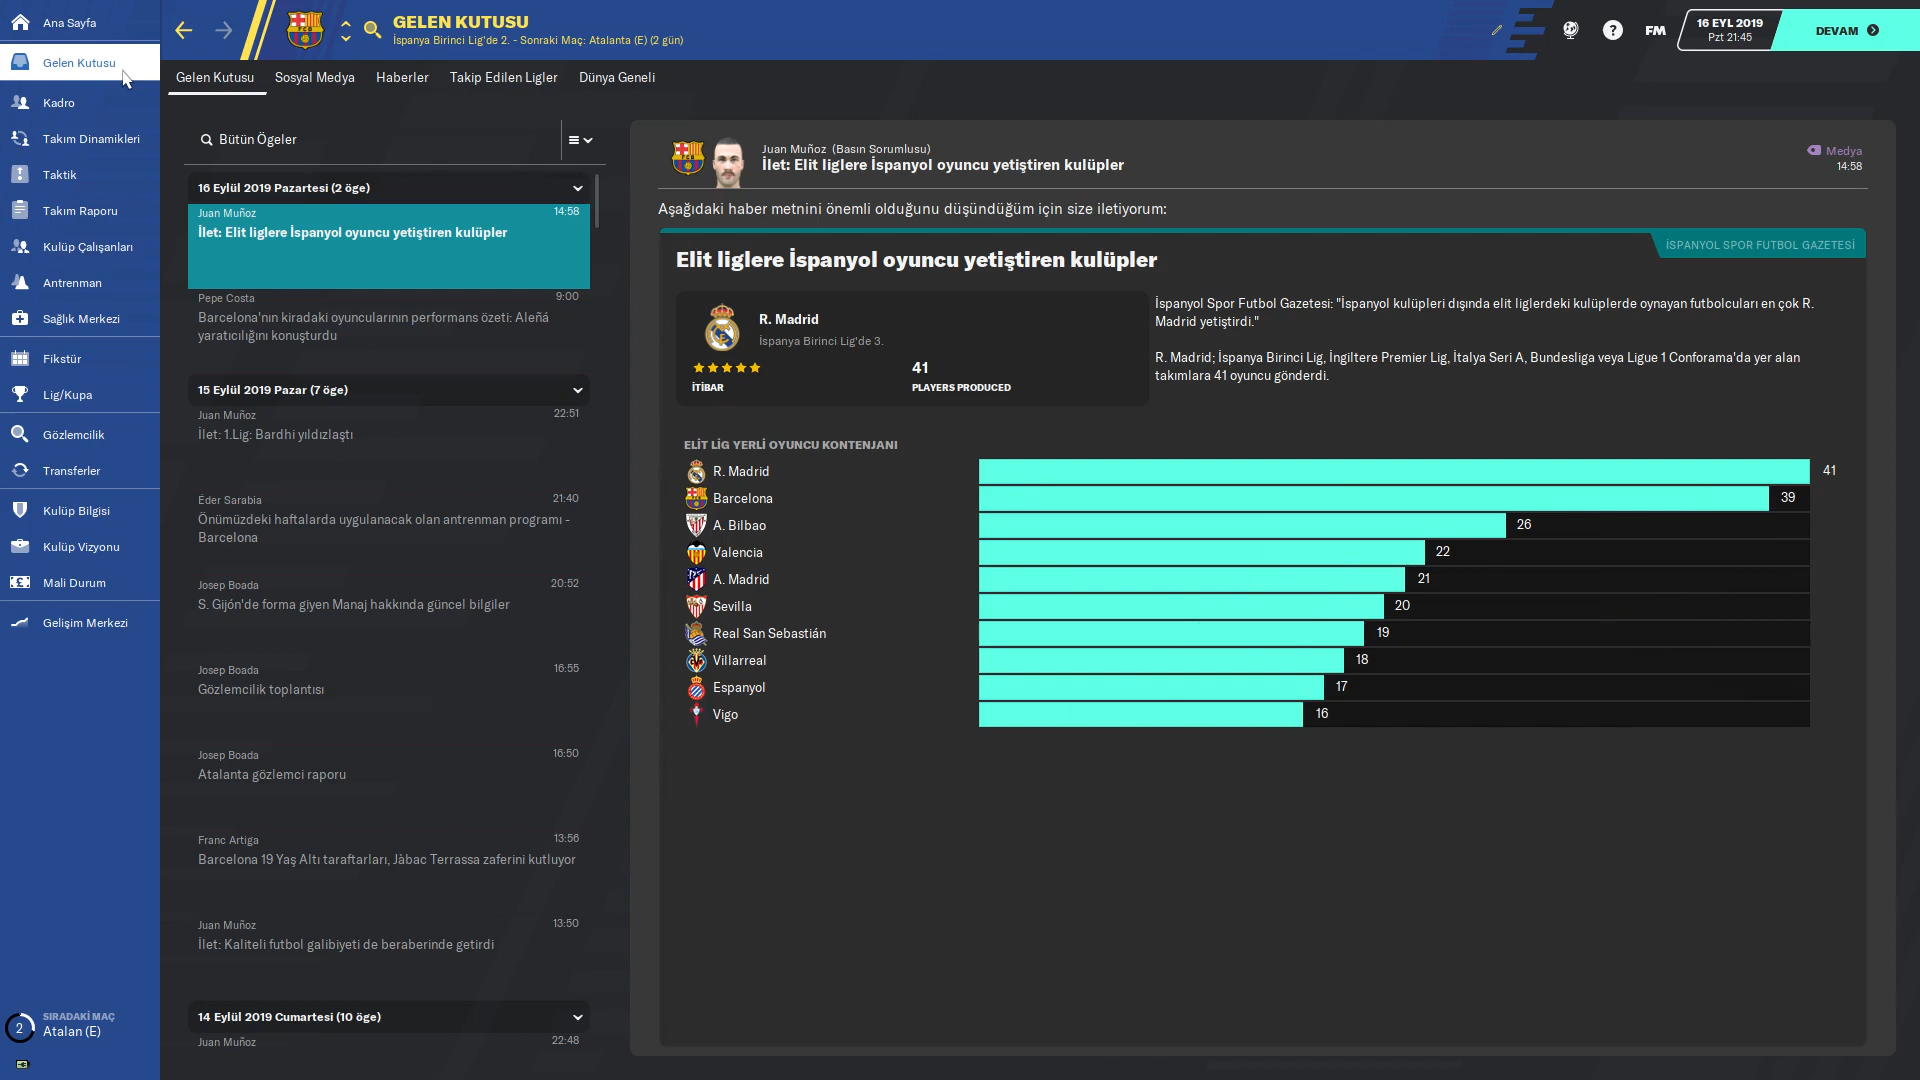 Ana Sayfa
Gelen Kutusu
Kadro
Takım Dinamikleri
Taktik
Takım Raporu
Kulüp Çalışanları
Antrenman
Sağlık Merkezi
Fikstür
Lig/Kupa
Gözlemcilik
Transferler
Kulüp Bilgisi
Kulüp Vizyonu
Mali Durum
Gelişim Merkezi
2
SIRADAKİ MAÇ
Atalan (E)
GELEN KUTUSU
İspanya Birinci Lig'de 2. - Sonraki Maç: Atalanta (E) (2 gün)
FM
16 EYL 2019
Pzt 21:45
DEVAM
Gelen Kutusu
Sosyal Medya
Haberler
Takip Edilen Ligler
Dünya Geneli
Bütün Ögeler
16 Eylül 2019 Pazartesi (2 öge)
Juan Muñoz 14:58
İlet: Elit liglere İspanyol oyuncu yetiştiren kulüpler
Pepe Costa 9:00
Barcelona'nın kiradaki oyuncularının performans özeti: Aleñá
yaratıcılığını konuşturdu
15 Eylül 2019 Pazar (7 öge)
Juan Muñoz 22:51
İlet: 1.Lig: Bardhi yıldızlaştı
Éder Sarabia 21:40
Önümüzdeki haftalarda uygulanacak olan antrenman programı -
Barcelona
Josep Boada 20:52
S. Gijón'de forma giyen Manaj hakkında güncel bilgiler
Josep Boada 16:55
Gözlemcilik toplantısı
Josep Boada 16:50
Atalanta gözlemci raporu
Franc Artiga 13:56
Barcelona 19 Yaş Altı taraftarları, Jàbac Terrassa zaferini kutluyor
Juan Muñoz 13:50
İlet: Kaliteli futbol galibiyeti de beraberinde getirdi
14 Eylül 2019 Cumartesi (10 öge)
Juan Muñoz 22:48
Juan Muñoz (Basın Sorumlusu)
İlet: Elit liglere İspanyol oyuncu yetiştiren kulüpler
Medya
14:58
Aşağıdaki haber metnini önemli olduğunu düşündüğüm için size iletiyorum:
İSPANYOL SPOR FUTBOL GAZETESİ
Elit liglere İspanyol oyuncu yetiştiren kulüpler
R. Madrid
İspanya Birinci Lig'de 3.
İTİBAR
41
PLAYERS PRODUCED
İspanyol Spor Futbol Gazetesi: "İspanyol kulüpleri dışında elit liglerdeki kulüplerde oynayan futbolcuları en çok R.
Madrid yetiştirdi."
R. Madrid; İspanya Birinci Lig, İngiltere Premier Lig, İtalya Seri A, Bundesliga veya Ligue 1 Conforama'da yer alan
takımlara 41 oyuncu gönderdi.
ELİT LİG YERLİ OYUNCU KONTENJANI
R. Madrid 41
Barcelona 39
A. Bilbao 26
Valencia 22
A. Madrid 21
Sevilla 20
Real San Sebastián 19
Villarreal 18
Espanyol 17
Vigo 16